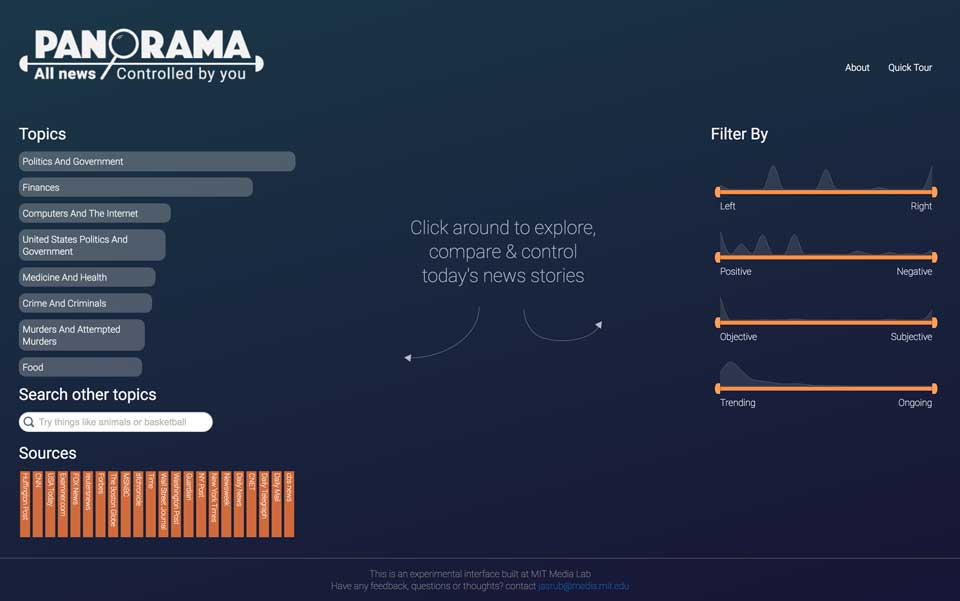 PANORAMA
All news / Controlled by you
About
Quick Tour
Topics
Politics And Government
Finances
Computers And The Internet
United States Politics And
Government
Medicine And Health
Crime And Criminals
Murders And Attempted
Murders
Food
Search other topics
Try things like animals or basketball
Sources
Huffington Post
CNN
USA Today
Examiner.com
FOX News
reutersnews
Forbes
The Boston Globe
MSNBC
sfchronicle
Time
Wall Street Journal
Washington Post
Guardian
NY Post
New York Times
Newsweek
Daily News
CNET
Daily Telegraph
Daily Mail
cbs news
Click around to explore,
compare & control
today's news stories
Filter By
Left
Right
Positive
Negative
Objective
Subjective
Trending
Ongoing
This is an experimental interface built at MIT Media Lab
Have any feedback, questions or thoughts? contact jasrub@media.mit.edu